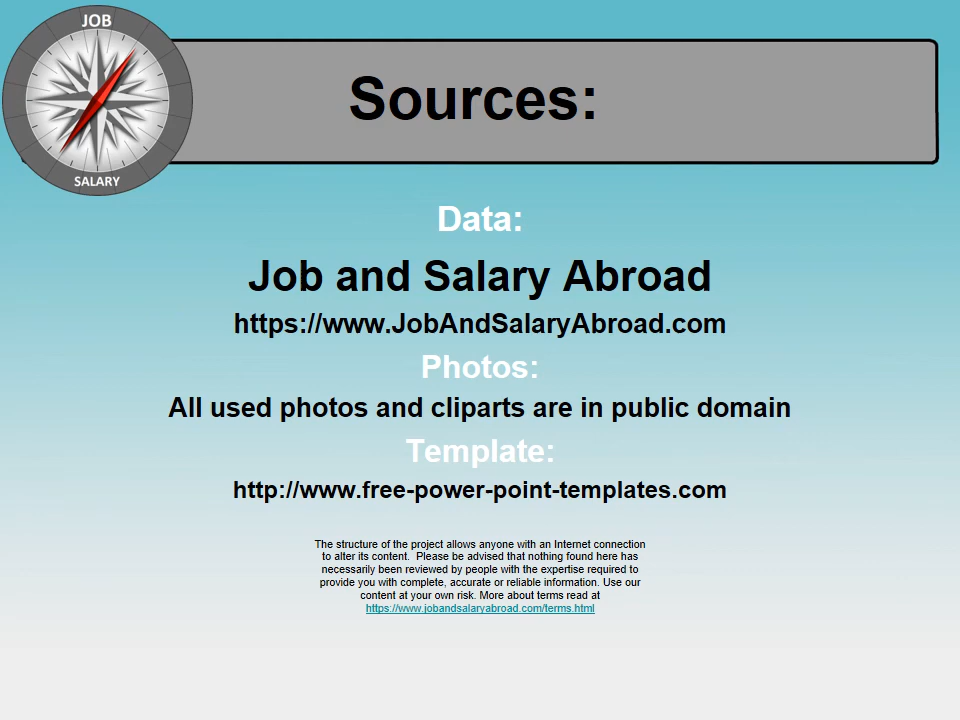 JOB
SALARY
Sources:
Data:
Job and Salary Abroad
https://www.JobAndSalaryAbroad.com
Photos:
All used photos and cliparts are in public domain
Template:
http://www.free-power-point-templates.com
The structure of the project allows anyone with an Internet connection
to alter its content.  Please be advised that nothing found here has
necessarily been reviewed by people with the expertise required to
provide you with complete, accurate or reliable information. Use our
content at your own risk. More about terms read at
https://www.jobandsalaryabroad.com/terms.html